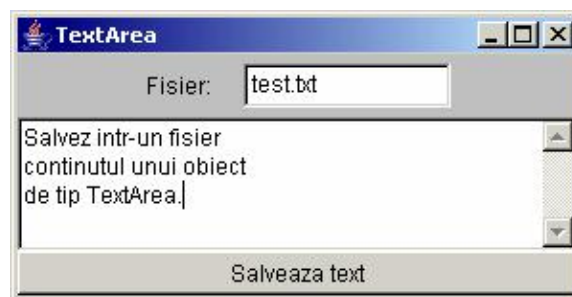 TextArea
Fisier: test.txt
Salvez intr-un fisier
continutul unui obiect
de tip TextArea.
Salveaza text